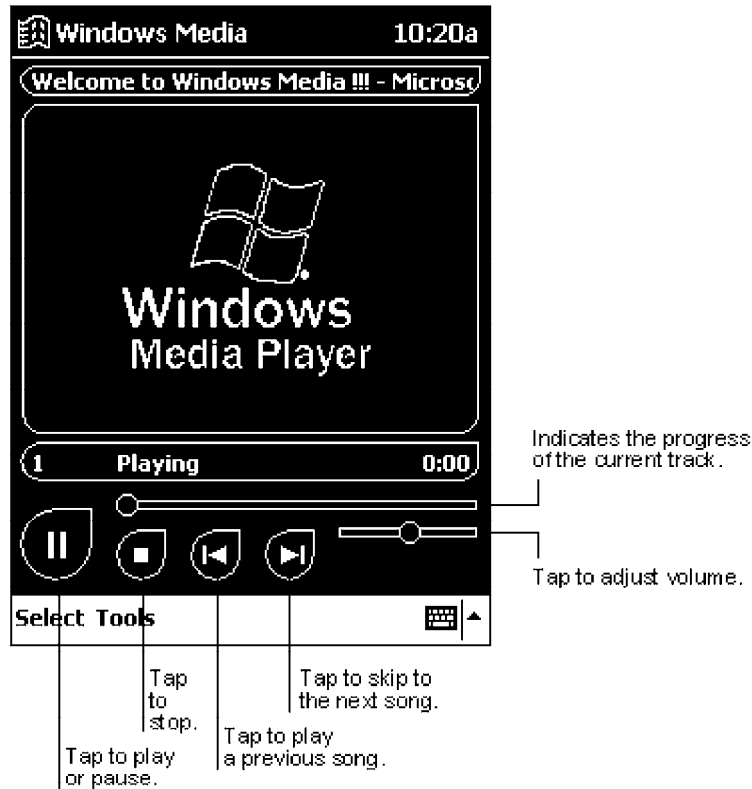 Windows Media 10:20a
Welcome to Windows Media !!! - Microso
Windows
Media Player
1 Playing 0:00
Indicates the progress
of the current track.
Tap to adjust volume.
Select Tools
Tap
to
stop.
Tap to skip to
the next song.
Tap to play
a previous song.
Tap to play
or pause.